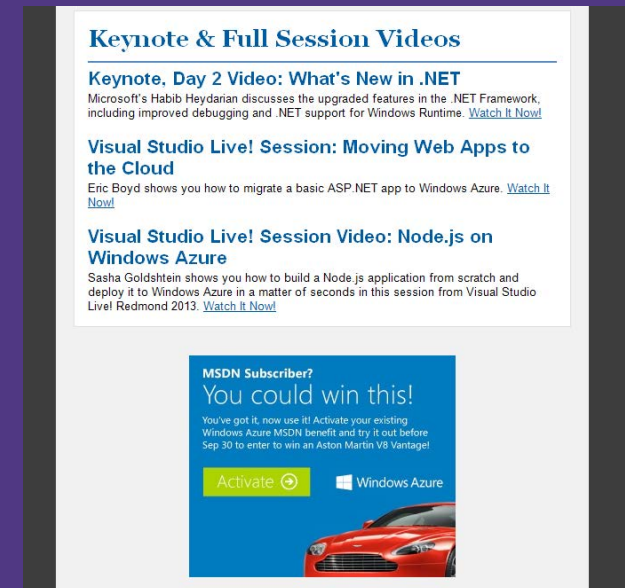 Keynote & Full Session Videos
Keynote, Day 2 Video: What's New in .NET
Microsoft's Habib Heydarian discusses the upgraded features in the .NET Framework,
including improved debugging and .NET support for Windows Runtime. Watch It Now!
Visual Studio Live! Session: Moving Web Apps to
the Cloud
Eric Boyd shows you how to migrate a basic ASP.NET app to Windows Azure. Watch It
Now!
Visual Studio Live! Session Video: Node.js on
Windows Azure
Sasha Goldshtein shows you how to build a Node.js application from scratch and
deploy it to Windows Azure in a matter of seconds in this session from Visual Studio
Live! Redmond 2013. Watch It Now!
MSDN Subscriber?
You could win this!
You've got it, now use it! Activate your existing
Windows Azure MSDN benefit and try it out before
Sep 30 to enter to win an Aston Martin V8 Vantage!
Activate
Windows Azure